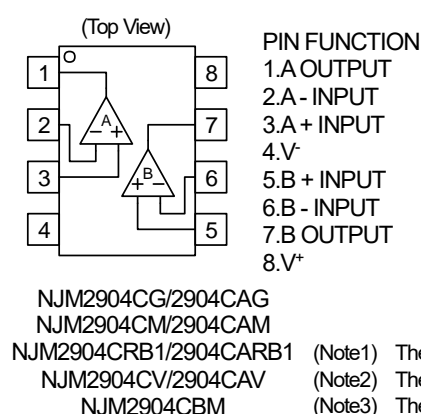 (Top View)
PIN FUNCTION
1.A OUTPUT
2.A - INPUT
3.A + INPUT
4.V-
5.B + INPUT
6.B - INPUT
7.B OUTPUT
8.V+
1
2
3
4
8
7
6
5
A
- +
B
+ -
NJM2904CG/2904CAG
NJM2904CM/2904CAM
NJM2904CRB1/2904CARB1 (Note1) The
NJM2904CV/2904CAV (Note2) The
NJM2904CBM (Note3) The